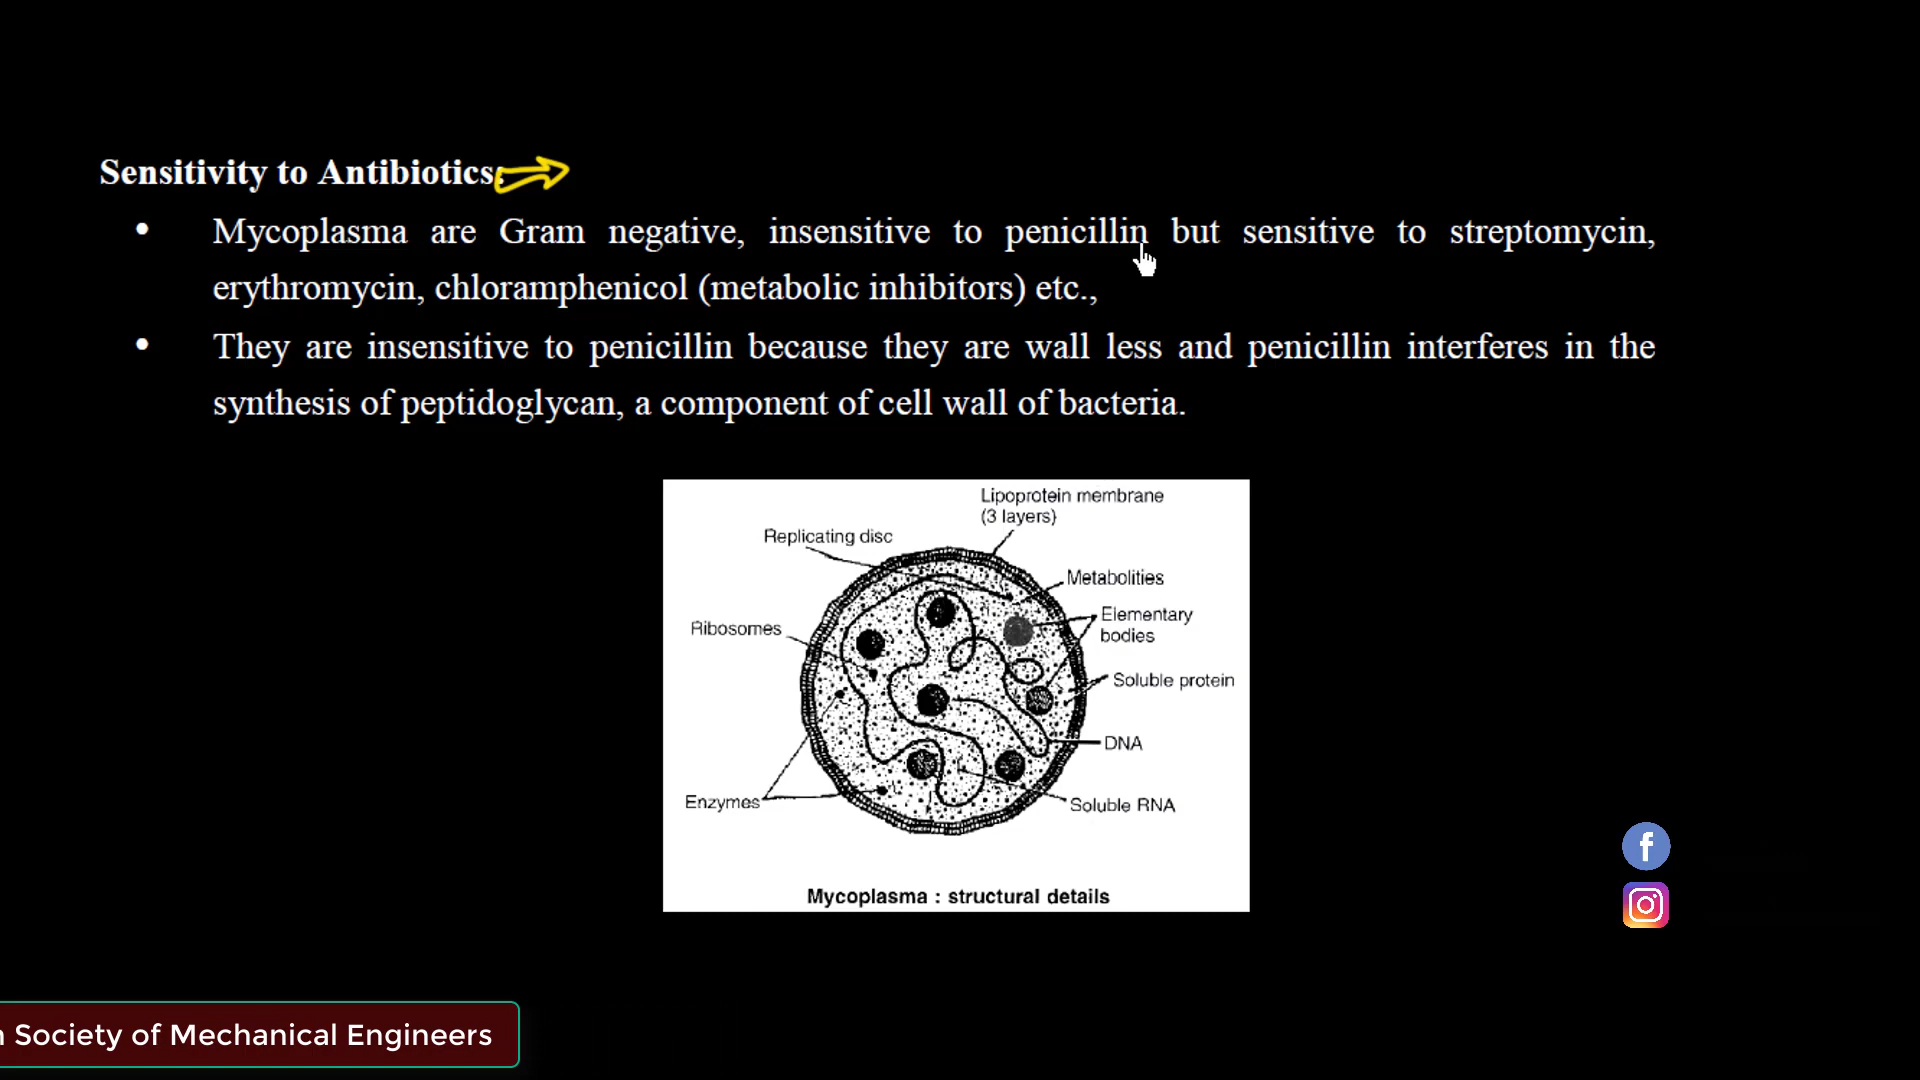 Sensitivity to Antibiotics:
• Mycoplasma are Gram negative, insensitive to penicillin but sensitive to streptomycin,
erythromycin, chloramphenicol (metabolic inhibitors) etc.,
• They are insensitive to penicillin because they are wall less and penicillin interferes in the
synthesis of peptidoglycan, a component of cell wall of bacteria.
Lipoprotein membrane
(3 layers)
Replicating disc
Metabolities
Elementary
bodies
Ribosomes
Soluble protein
DNA
Enzymes
Soluble RNA
Mycoplasma : structural details
f
n Society of Mechanical Engineers